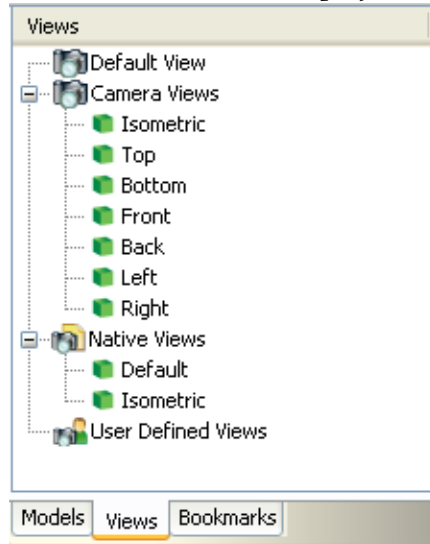 Views
Default View
Camera Views
Isometric
Top
Bottom
Front
Back
Left
Right
Native Views
Default
Isometric
User Defined Views
Models Views Bookmarks